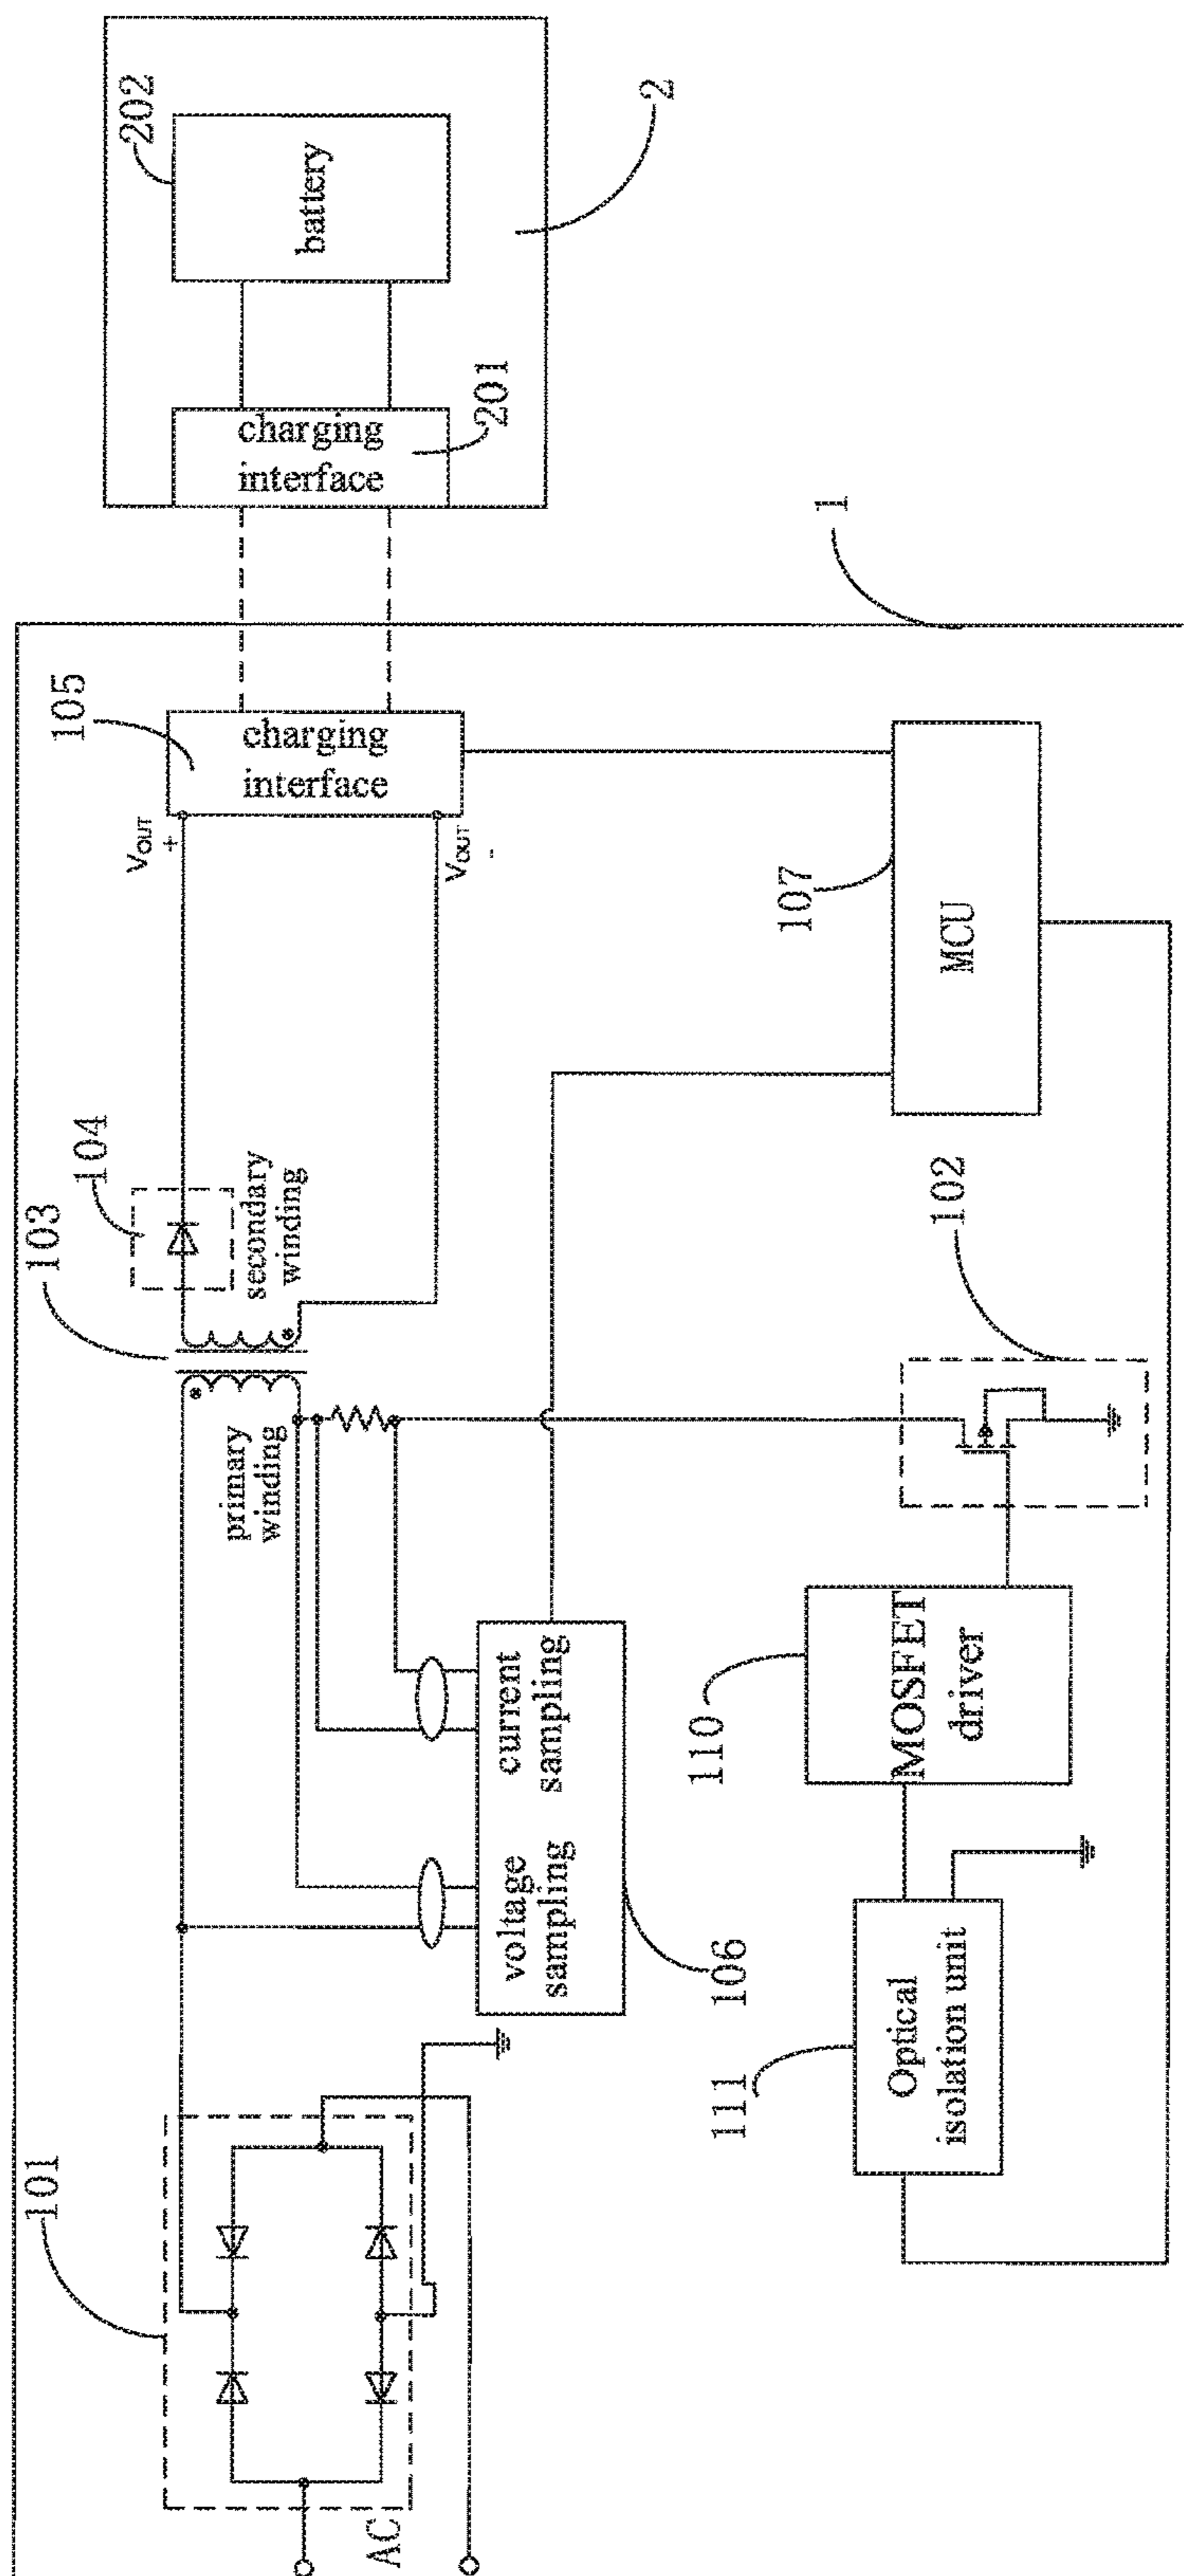 101
AC
103
104
primary
winding
secondary
winding
VOUT
+
VOUT
-
105
charging
interface
1
202
battery
charging
interface
201
2
voltage
sampling
current
sampling
106
107
MCU
102
110
MOSFET
driver
111
Optical
isolation unit